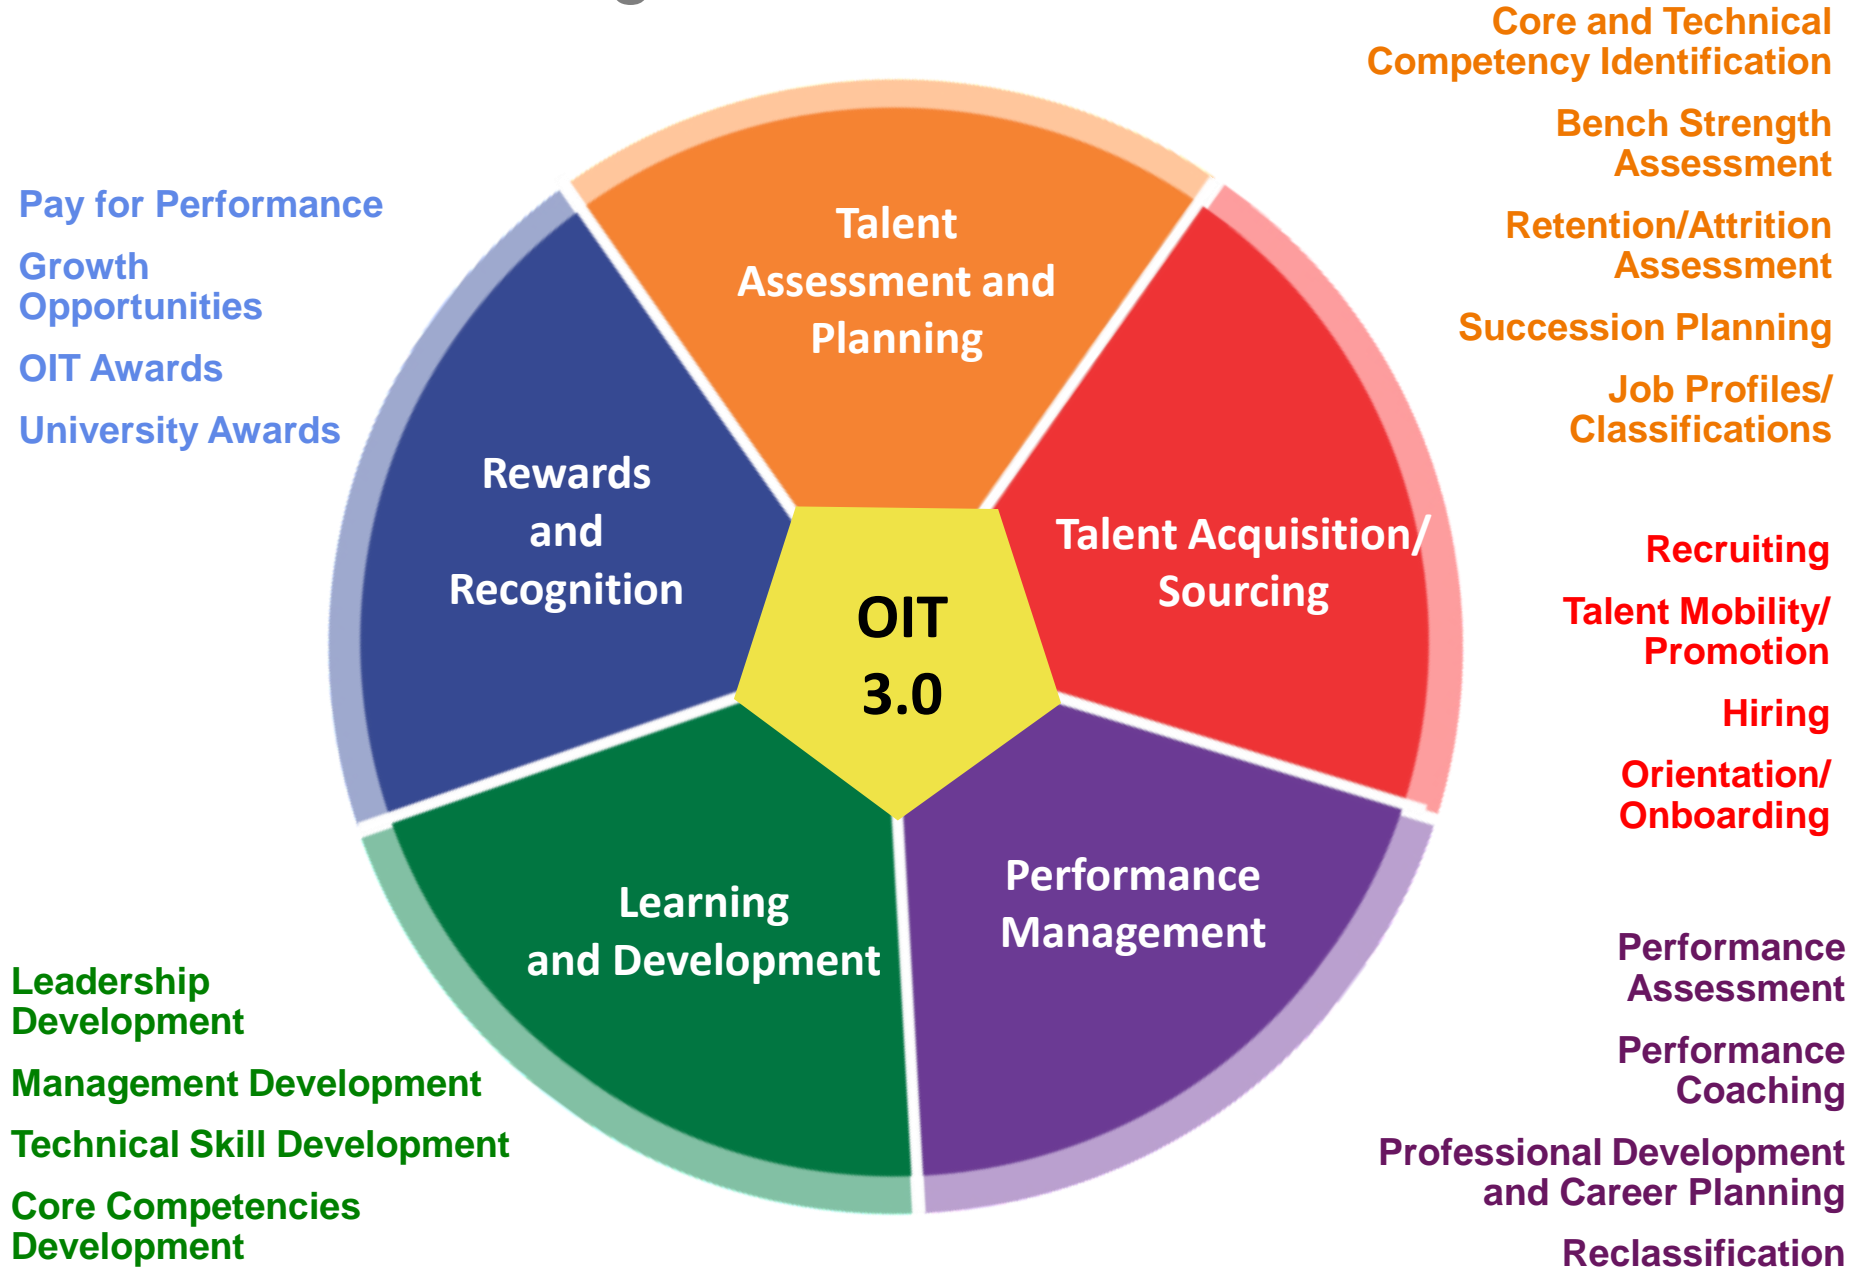 Core and Technical
Competency Identification
Bench Strength
Assessment
Retention/Attrition
Assessment
Succession Planning
Job Profiles/
Classifications
Pay for Performance
Growth
Opportunities
OIT Awards
University Awards
Talent
Assessment and
Planning
Rewards
and
Recognition
Talent Acquisition/
Sourcing
OIT
3.0
Recruiting
Talent Mobility/
Promotion
Hiring
Orientation/
Onboarding
Learning
and Development
Performance
Management
Leadership
Development
Management Development
Technical Skill Development
Core Competencies
Development
Performance
Assessment
Performance
Coaching
Professional Development
and Career Planning
Reclassification